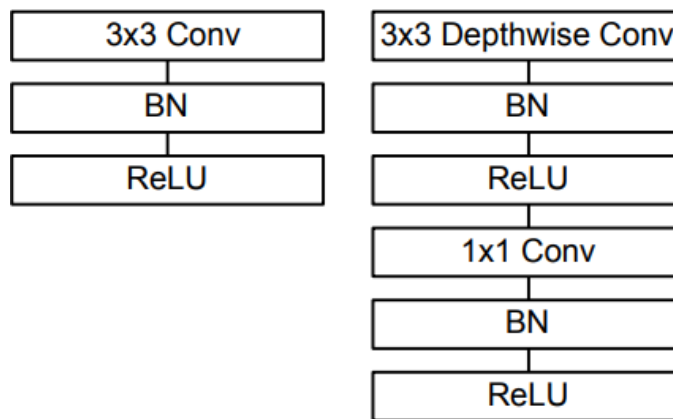 3x3 Conv
BN
ReLU
3x3 Depthwise Conv
BN
ReLU
1x1 Conv
BN
ReLU